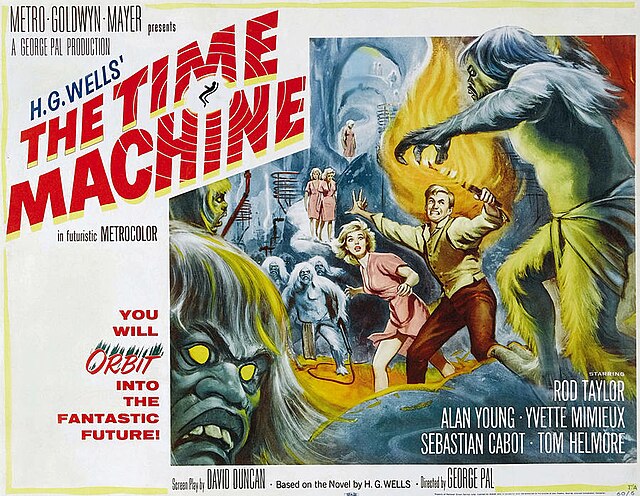 METRO-GOLDWYN-MAYER presents
A GEORGE PAL PRODUCTION
H.G. WELLS'
THE TIME
MACHINE
in futuristic METROCOLOR
YOU
WILL
ORBIT
INTO
THE
FANTASTIC
FUTURE!
STARRING
ROD TAYLOR
ALAN YOUNG · YVETTE MIMIEUX
SEBASTIAN CABOT · TOM HELMORE
Screen Play by DAVID DUNCAN · Based on the Novel by H. G. WELLS · Directed by GEORGE PAL